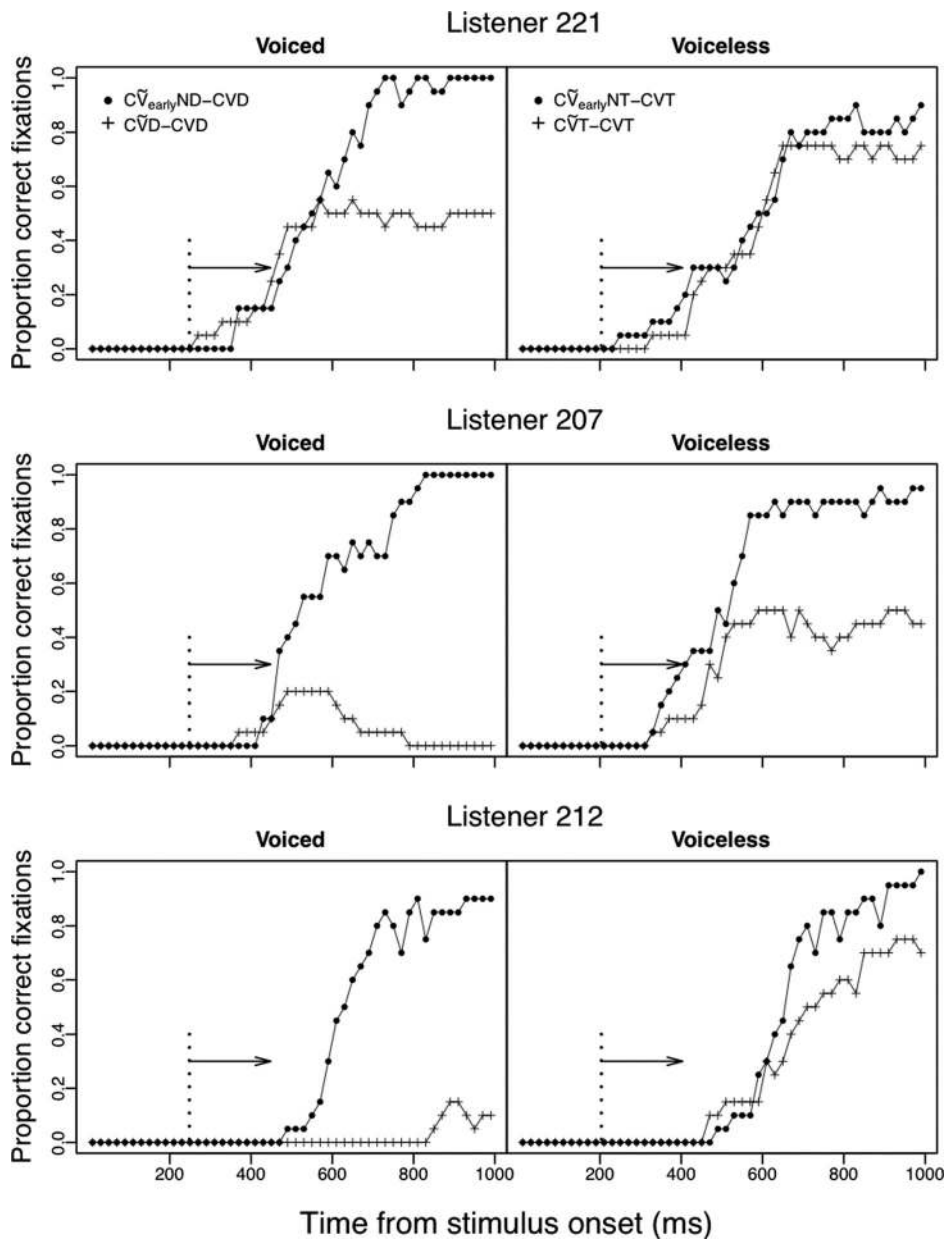 Listener 221
Voiced
Voiceless
Proportion correct fixations
0.0 0.2 0.4 0.6 0.8 1.0
CṼearlyND–CVD
CṼD–CVD
CṼearlyNT–CVT
CṼT–CVT
Listener 207
Voiced
Voiceless
Proportion correct fixations
0.0 0.2 0.4 0.6 0.8 1.0
Listener 212
Voiced
Voiceless
Proportion correct fixations
0.0 0.2 0.4 0.6 0.8 1.0
200 400 600 800 1000
200 400 600 800 1000
Time from stimulus onset (ms)